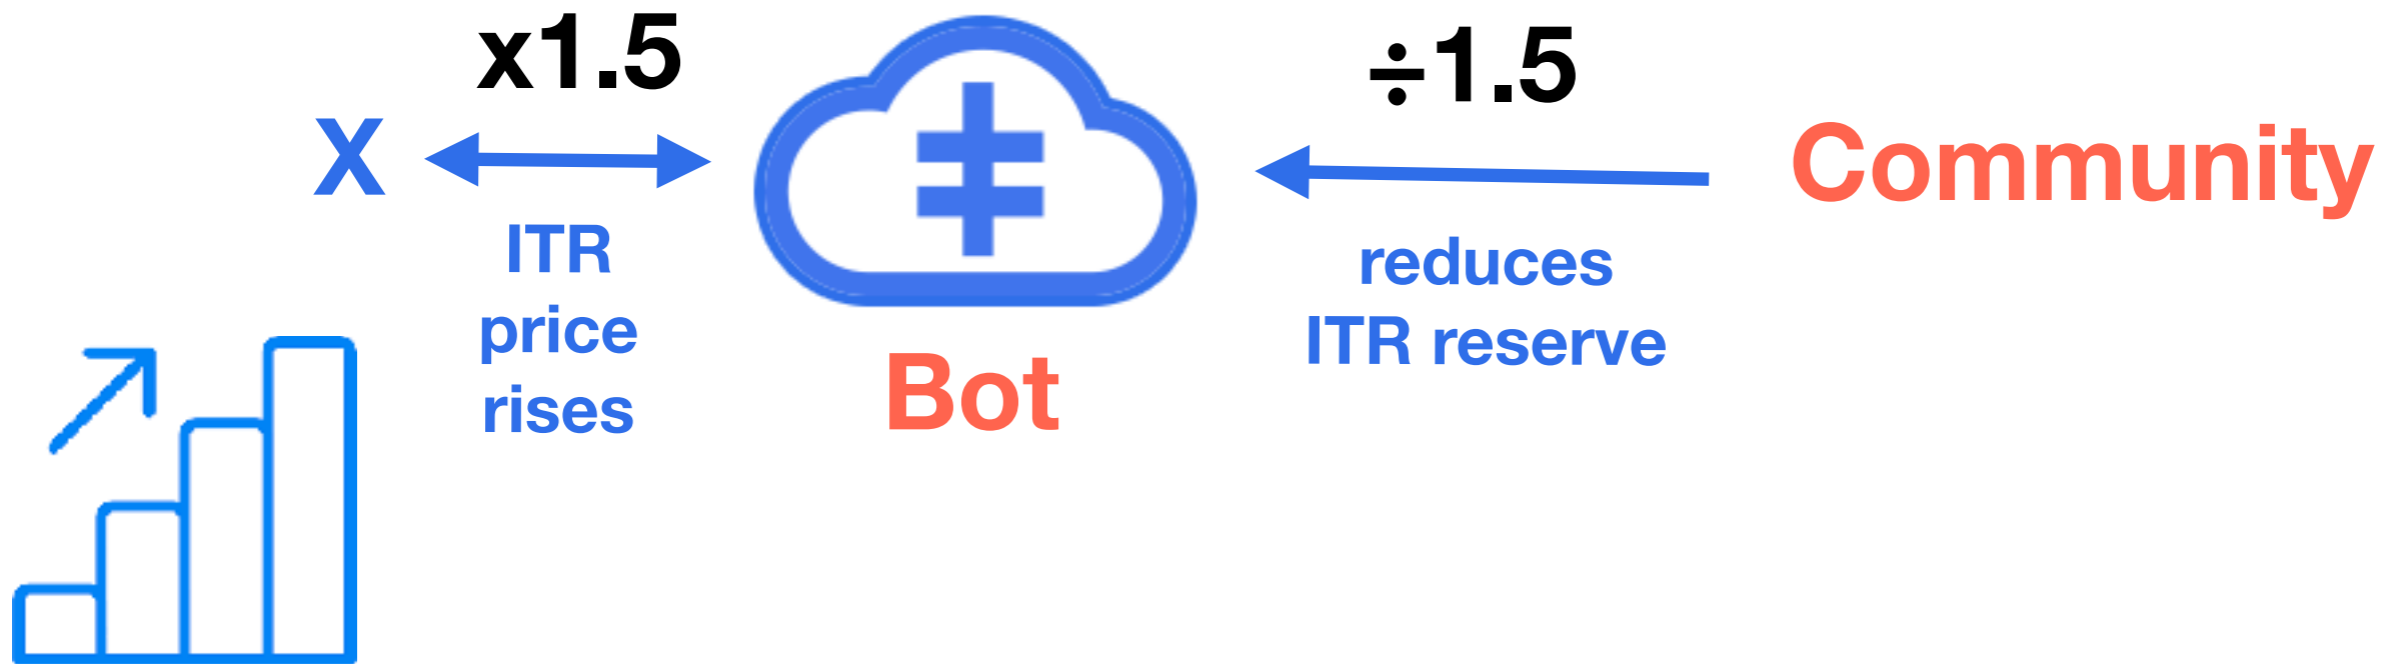 x1.5
÷1.5
X
Community
ITR
price
rises
reduces
ITR reserve
Bot